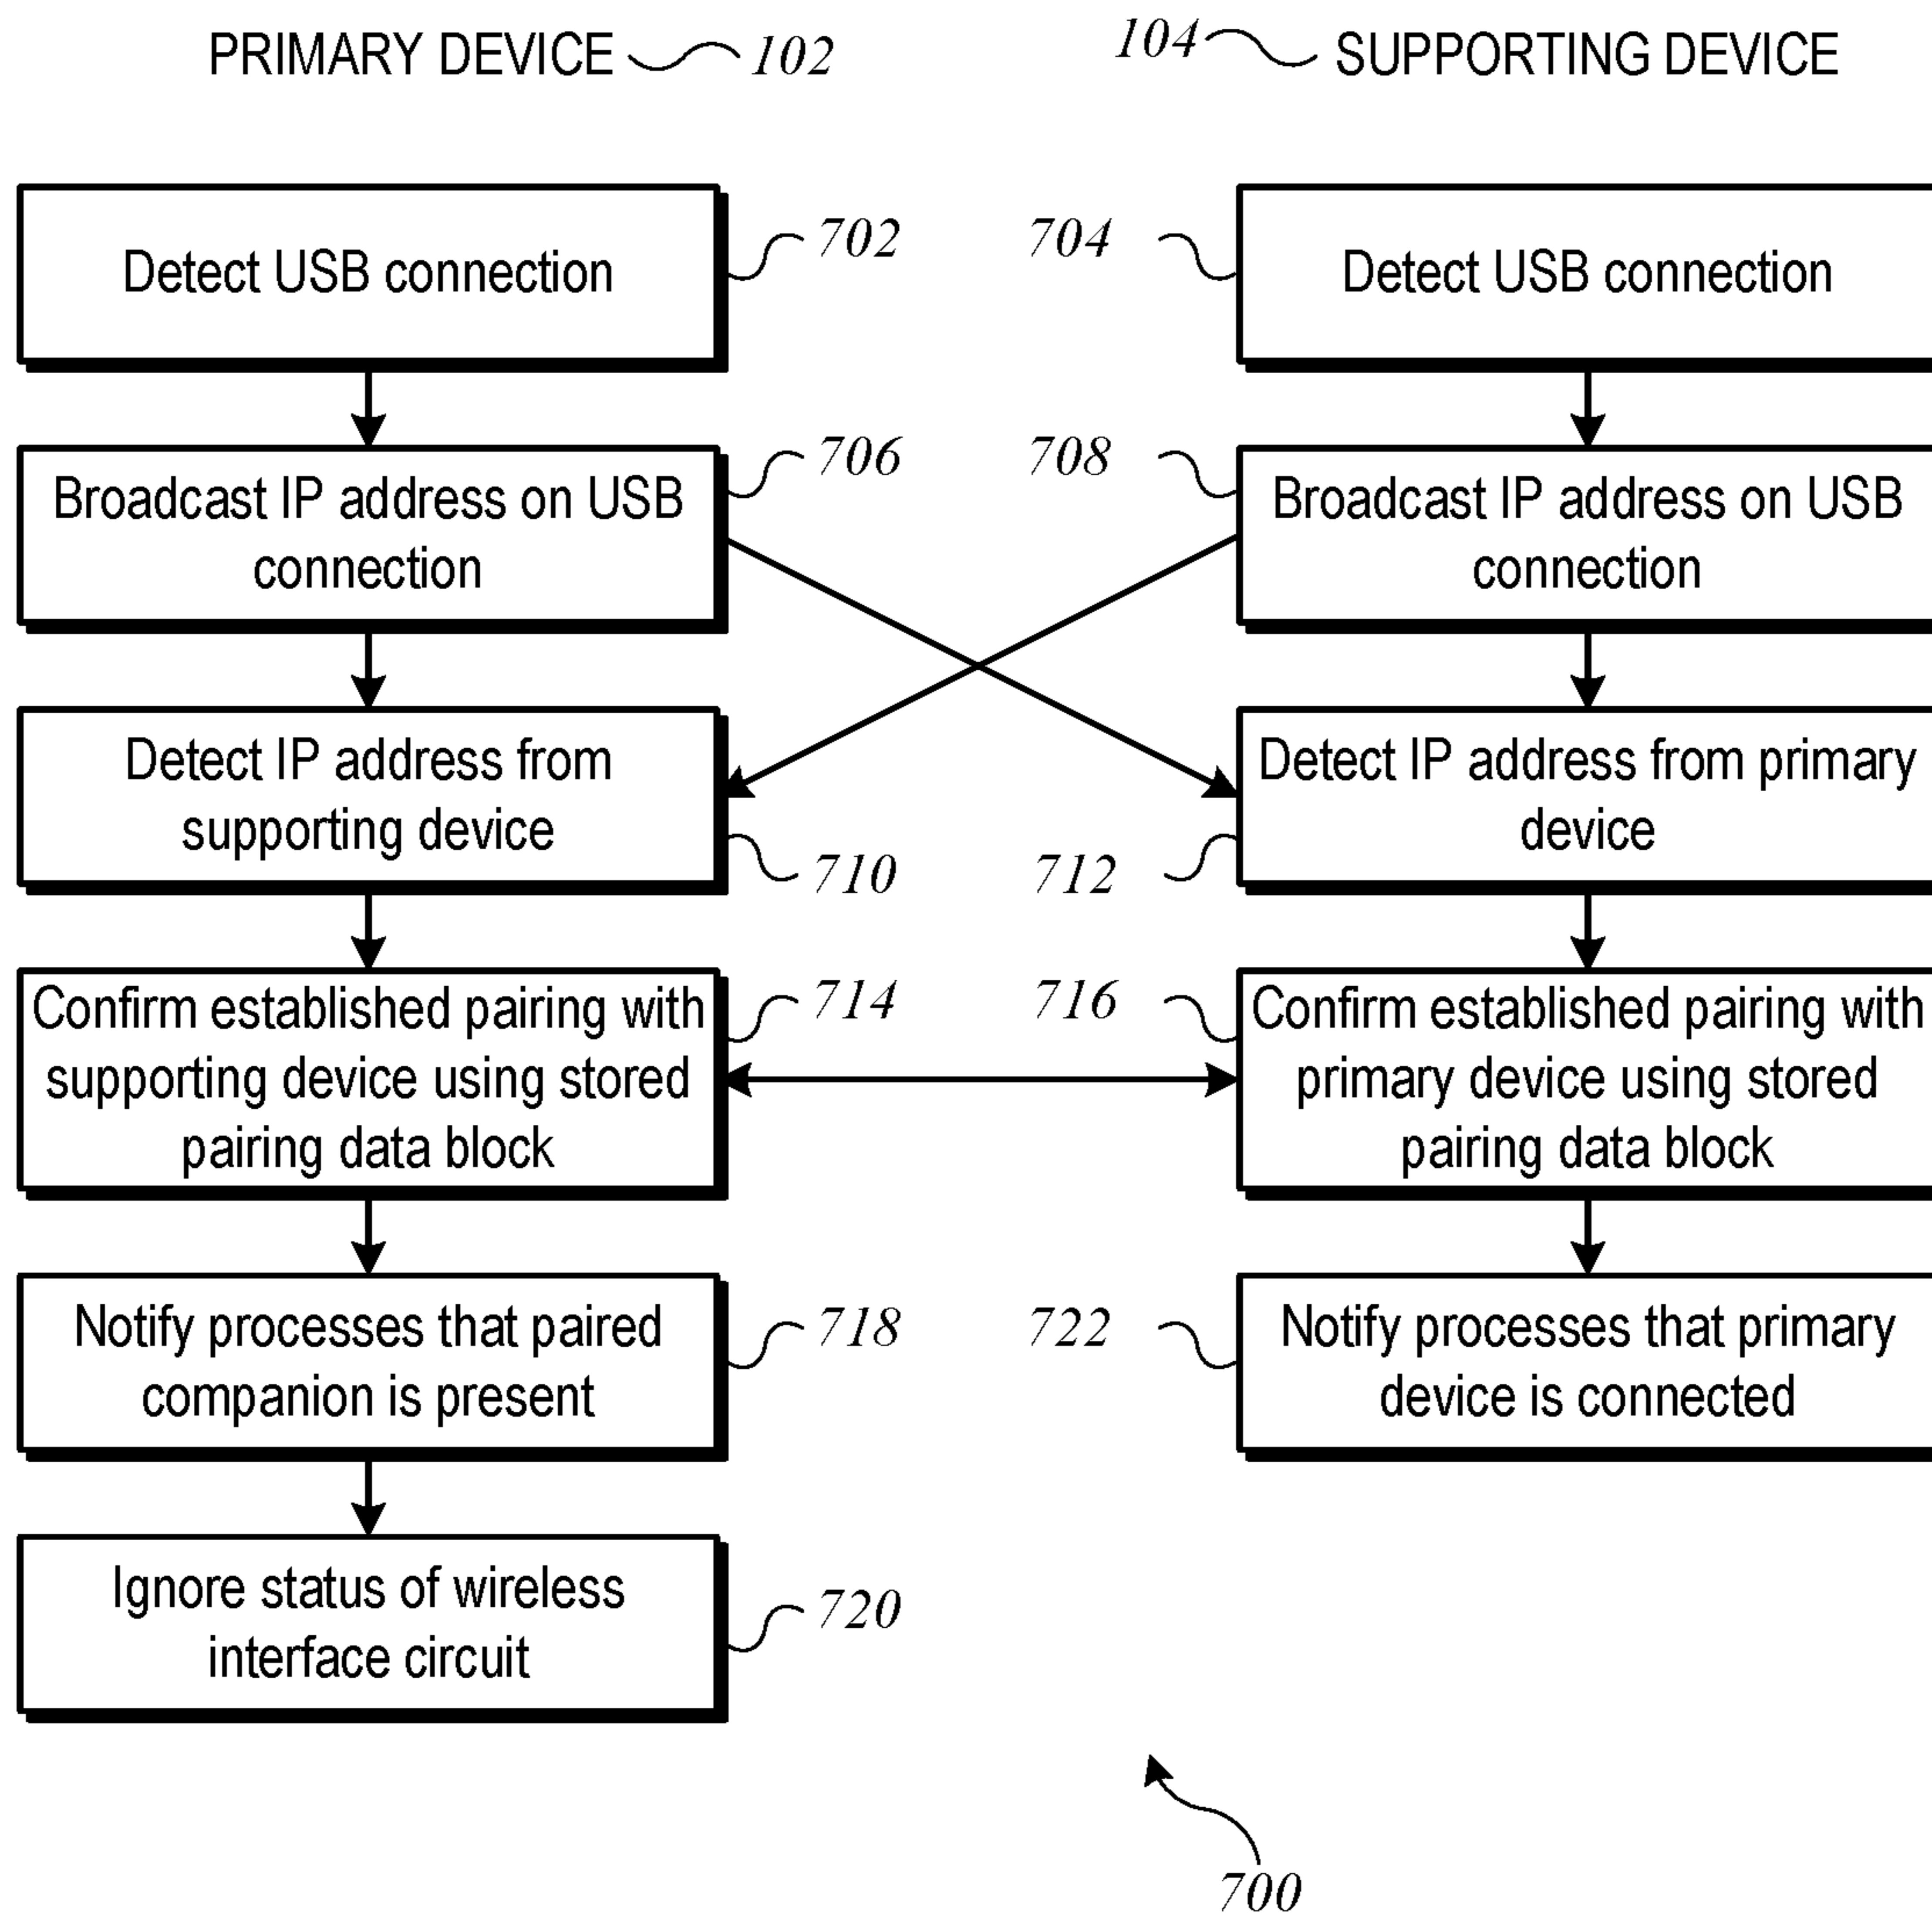 PRIMARY DEVICE 102
104 SUPPORTING DEVICE
Detect USB connection
702
704
Detect USB connection
Broadcast IP address on USB
connection
706
708
Broadcast IP address on USB
connection
Detect IP address from
supporting device
710
712
Detect IP address from primary
device
Confirm established pairing with
supporting device using stored
pairing data block
714
716
Confirm established pairing with
primary device using stored
pairing data block
Notify processes that paired
companion is present
718
722
Notify processes that primary
device is connected
Ignore status of wireless
interface circuit
720
700